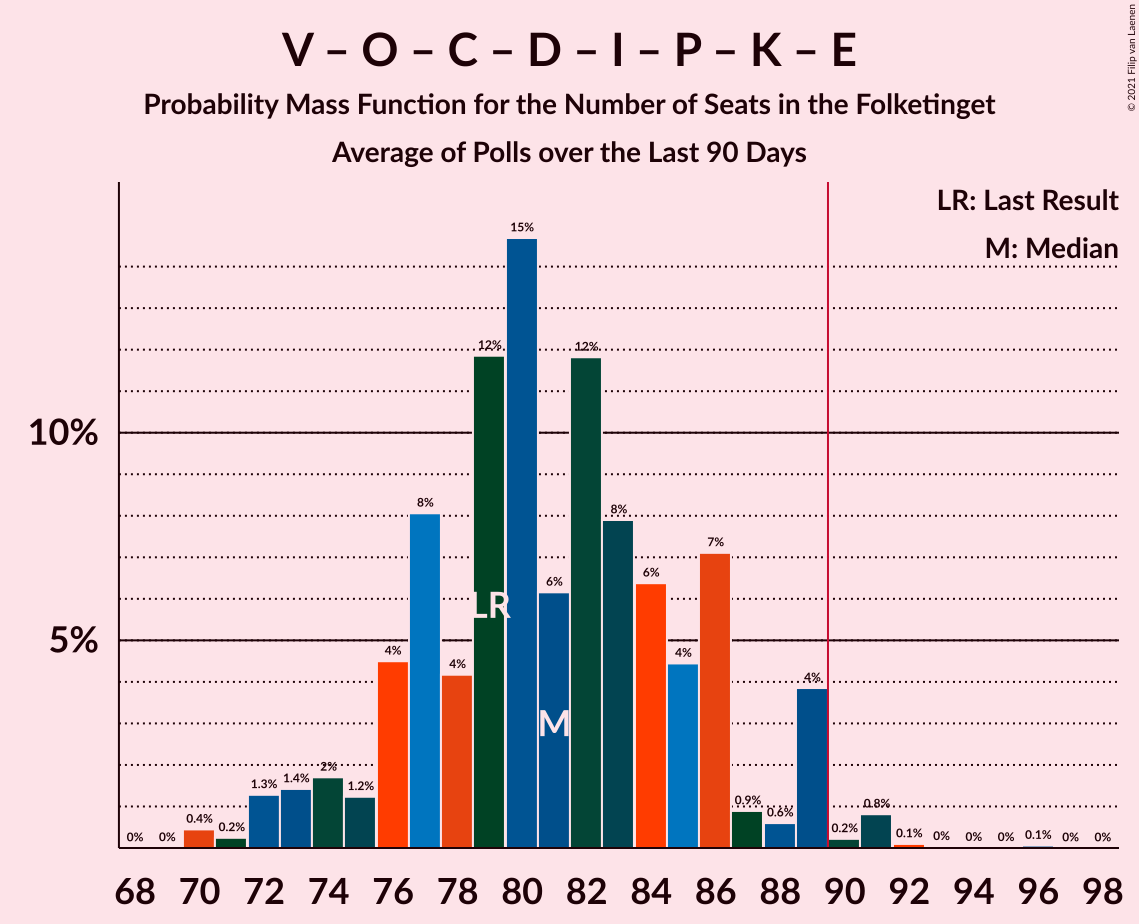 V – O – C – D – I – P – K – E
Probability Mass Function for the Number of Seats in the Folketinget
Average of Polls over the Last 90 Days
© 2021 Filip van Laenen
LR: Last Result
M: Median
10%
5%
0% 0% 0.4% 0.2% 1.3% 1.4% 2% 1.2% 4% 8% 4% 12% 15% 6% 12% 8% 6% 4% 7% 0.9% 0.6% 4% 0.2% 0.8% 0.1% 0% 0% 0% 0.1% 0% 0%
LR
M
68 70 72 74 76 78 80 82 84 86 88 90 92 94 96 98